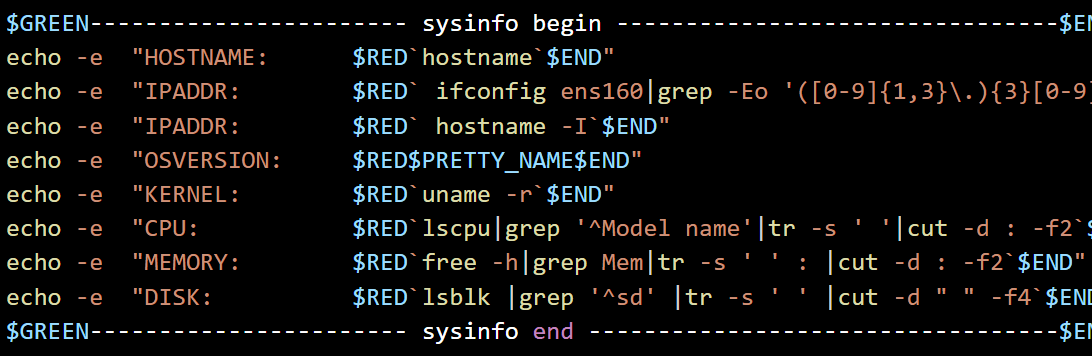 $GREEN----------------------- sysinfo begin --------------------------------$EN
echo -e  "HOSTNAME:      $RED`hostname`$END"
echo -e  "IPADDR:        $RED` ifconfig ens160|grep -Eo '([0-9]{1,3}\.){3}[0-9]
echo -e  "IPADDR:        $RED` hostname -I`$END"
echo -e  "OSVERSION:     $RED$PRETTY_NAME$END"
echo -e  "KERNEL:        $RED`uname -r`$END"
echo -e  "CPU:           $RED`lscpu|grep '^Model name'|tr -s ' '|cut -d : -f2`$
echo -e  "MEMORY:        $RED`free -h|grep Mem|tr -s ' ' : |cut -d : -f2`$END"
echo -e  "DISK:          $RED`lsblk |grep '^sd' |tr -s ' ' |cut -d " " -f4`$END
$GREEN----------------------- sysinfo end ----------------------------------$EN